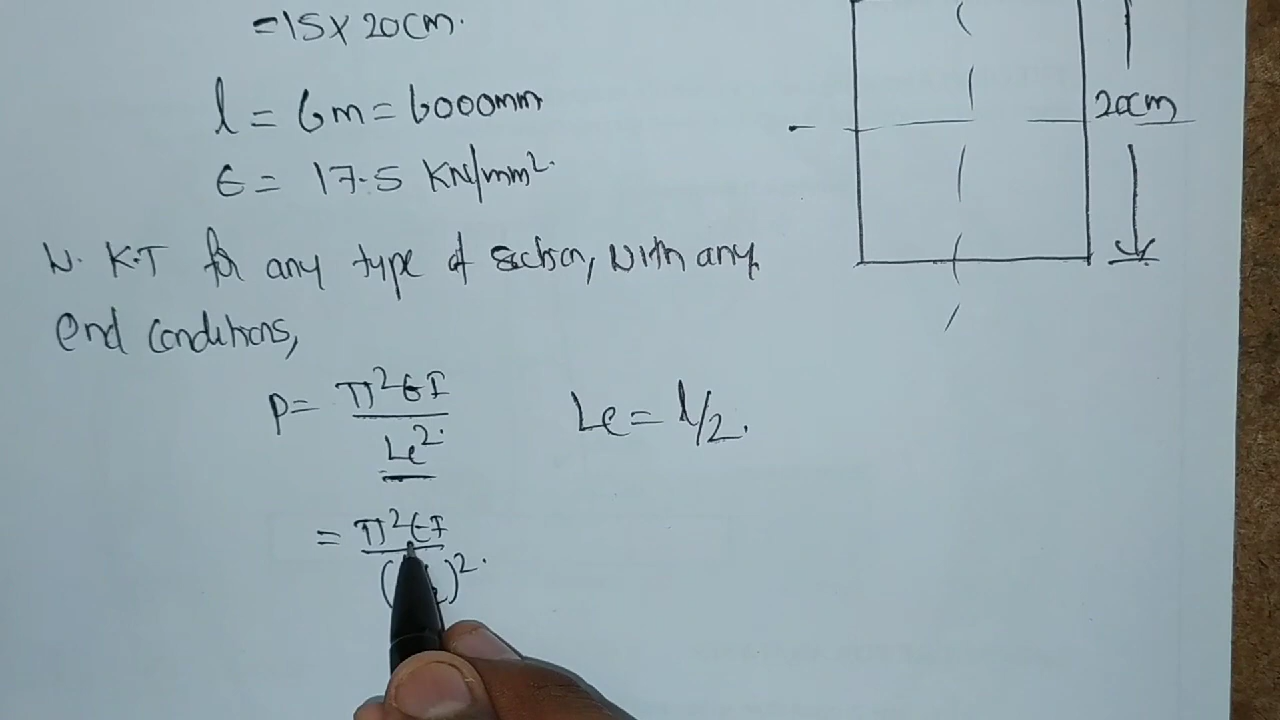 =15 X 20cm.
l = 6m = 6000mm
E = 17.5 KN/mm².
20cm
W.K.T for any type of section, with any
end conditions,
P = π²EI
Le².
Le = l/2.
= π²EI
( )².